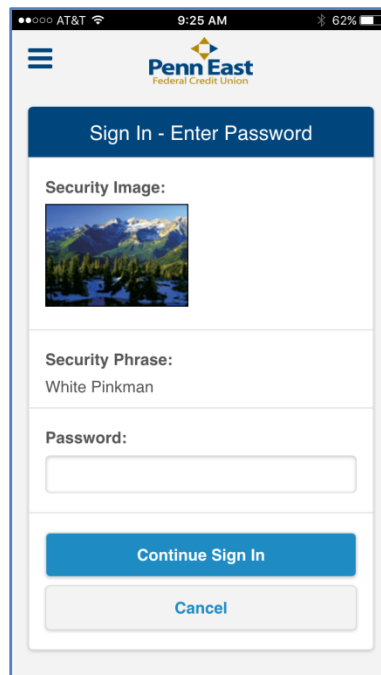 AT&T 9:25 AM 62%
Penn East
Federal Credit Union
Sign In - Enter Password
Security Image:
Security Phrase:
White Pinkman
Password:
Continue Sign In
Cancel